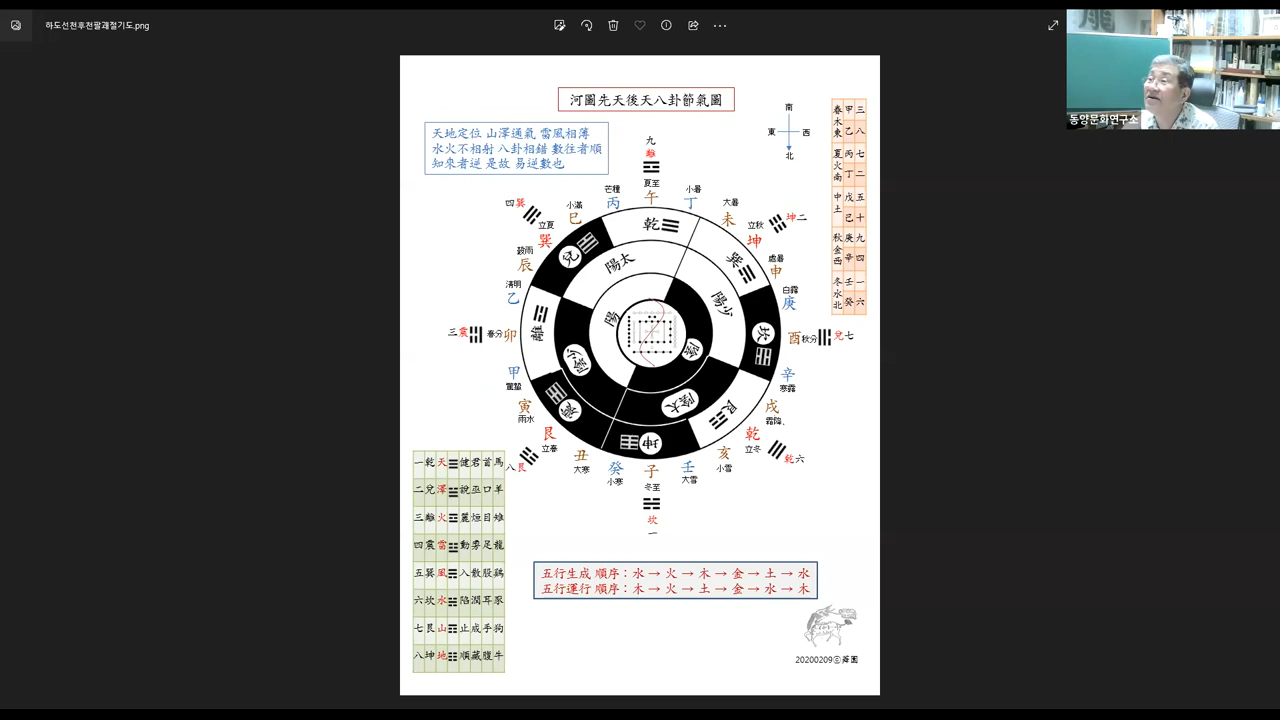 하도선천후천팔괘절기도.png
동양문화연구소
河圖先天後天八卦節氣圖
天地定位 山澤通氣 雷風相薄
水火不相射 八卦相錯 數往者順
知來者逆 是故 易逆數也
南
東 西
北
三 甲 春
八 乙 木 東
七 丙 夏
二 丁 火 南
五 戊 中
十 己 土
九 庚 秋
四 辛 金 西
一 壬 冬
六 癸 水 北
九
離
夏至
午
小暑
丁
大暑
未
立秋
坤
坤二
處暑
申
白露
庚
酉
秋分
兌七
辛
寒露
戌
霜降、
乾
立冬
乾六
亥
小雪
壬
大雪
子
冬至
坎
一
癸
小寒
丑
大寒
艮
立春
八艮
寅
雨水
甲
驚蟄
卯
春分
三震
乙
淸明
辰
穀雨
巽
立夏
四巽
巳
小滿
丙
芒種
乾
巽
坎
艮
坤
震
離
兌
陽太
陽少
陰太
陰少
陽
陰
一乾天健君首馬
二兌澤說巫口羊
三離火麗烜目雉
四震雷動專足龍
五巽風入散股鷄
六坎水陷潤耳豕
七艮山止成手狗
八坤地順藏腹牛
五行生成 順序 : 水 → 火 → 木 → 金 → 土 → 水
五行運行 順序 : 木 → 火 → 土 → 金 → 水 → 木